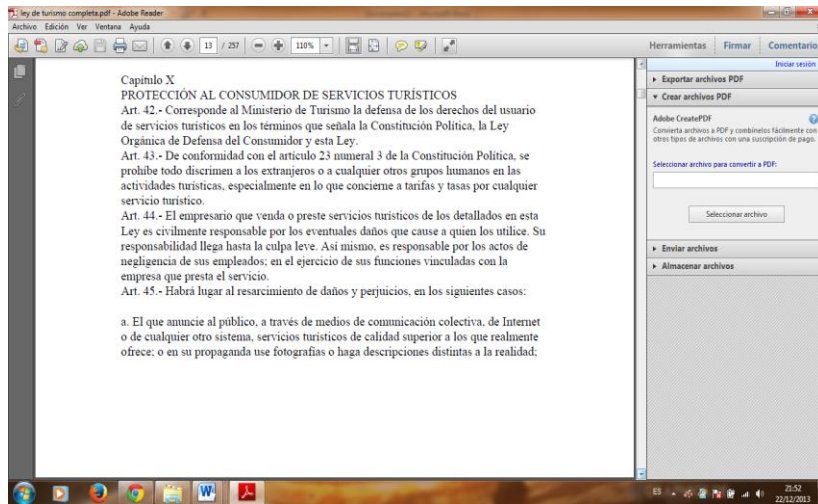 ley de turismo completa.pdf - Adobe Reader
Archivo Edición Ver Ventana Ayuda
13 / 257 110%
Herramientas Firmar Comentario
Iniciar sesión
Capítulo X
PROTECCIÓN AL CONSUMIDOR DE SERVICIOS TURÍSTICOS
Art. 42.- Corresponde al Ministerio de Turismo la defensa de los derechos del usuario
de servicios turísticos en los términos que señala la Constitución Política, la Ley
Orgánica de Defensa del Consumidor y esta Ley.
Art. 43.- De conformidad con el artículo 23 numeral 3 de la Constitución Política, se
prohíbe todo discrimen a los extranjeros o a cualquier otros grupos humanos en las
actividades turísticas, especialmente en lo que concierne a tarifas y tasas por cualquier
servicio turístico.
Art. 44.- El empresario que venda o preste servicios turísticos de los detallados en esta
Ley es civilmente responsable por los eventuales daños que cause a quien los utilice. Su
responsabilidad llega hasta la culpa leve. Así mismo, es responsable por los actos de
negligencia de sus empleados; en el ejercicio de sus funciones vinculadas con la
empresa que presta el servicio.
Art. 45.- Habrá lugar al resarcimiento de daños y perjuicios, en los siguientes casos:
a. El que anuncie al público, a través de medios de comunicación colectiva, de Internet
o de cualquier otro sistema, servicios turísticos de calidad superior a los que realmente
ofrece; o en su propaganda use fotografías o haga descripciones distintas a la realidad;
Exportar archivos PDF
Crear archivos PDF
Adobe CreatePDF
Convierta archivos a PDF y combínelos fácilmente con
otros tipos de archivos con una suscripción de pago.
Seleccionar archivo para convertir a PDF:
Seleccionar archivo
Enviar archivos
Almacenar archivos
ES
21:52
22/12/2013